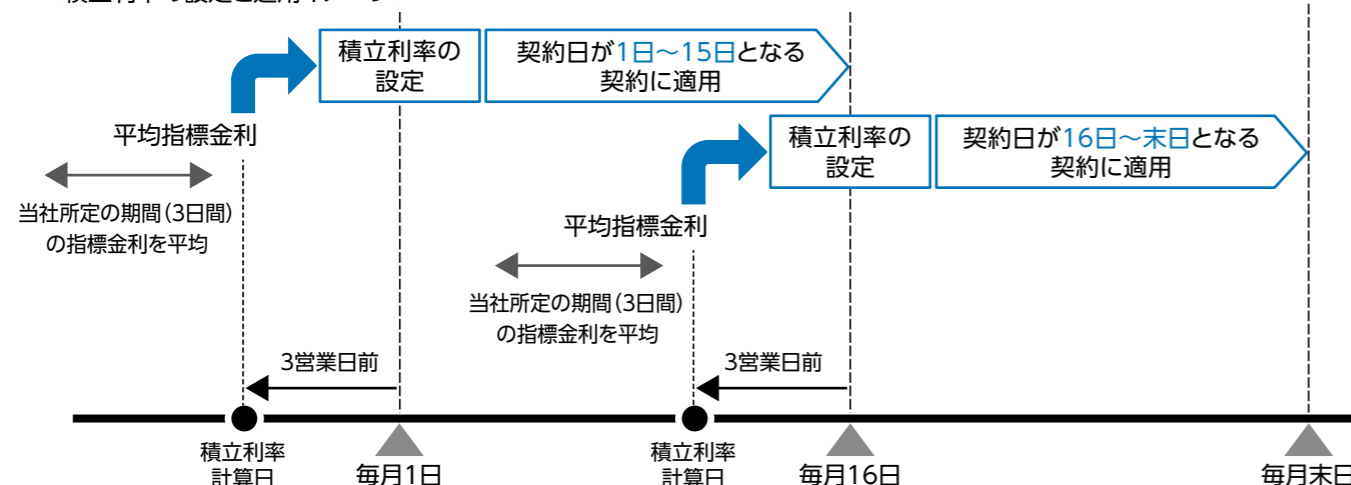 積立利率の
設定
契約日が1日～15日となる
契約に適用
平均指標金利
当社所定の期間(3日間)
の指標金利を平均
積立利率の
設定
契約日が16日～末日となる
契約に適用
平均指標金利
当社所定の期間(3日間)
の指標金利を平均
3営業日前
3営業日前
積立利率
計算日
毎月1日
積立利率
計算日
毎月16日
毎月末日